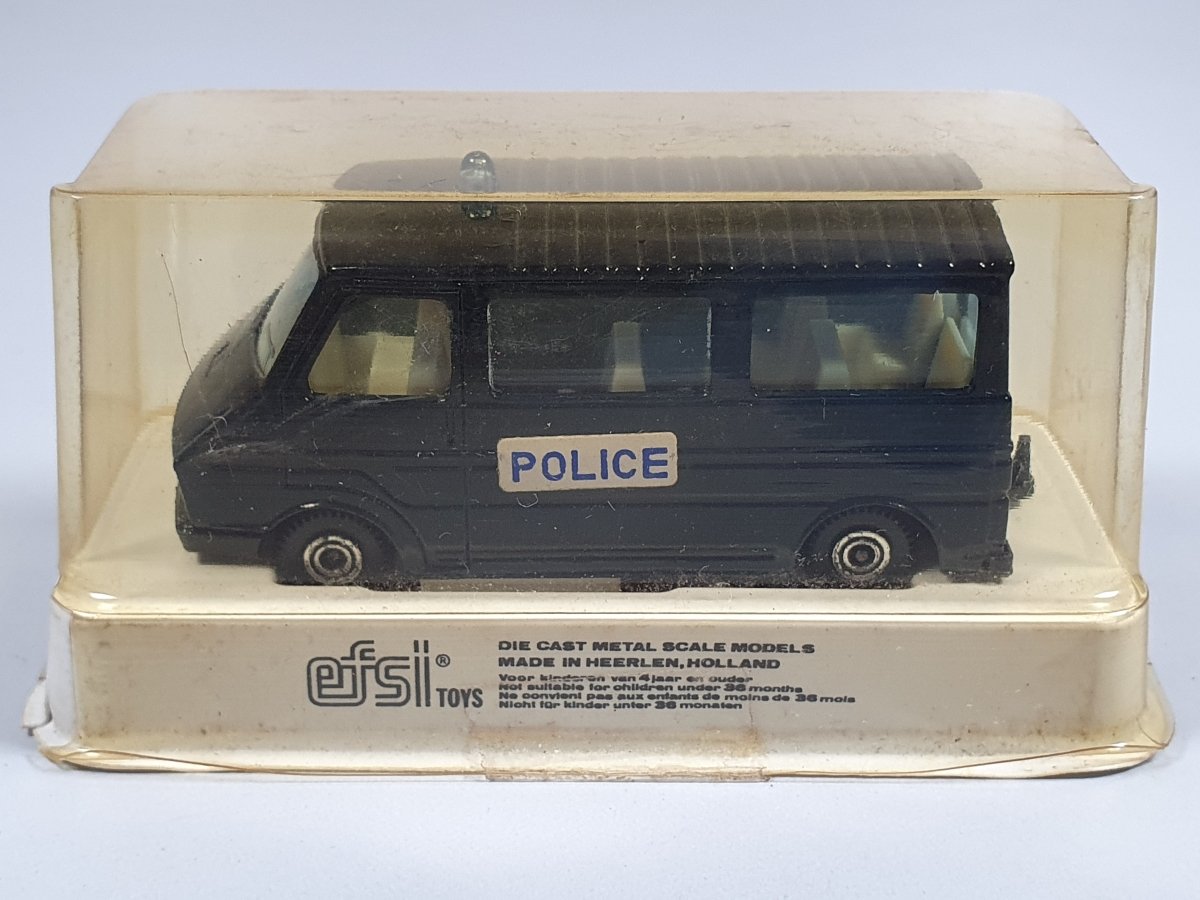 POLICE
efsi® TOYS
DIE CAST METAL SCALE MODELS
MADE IN HEERLEN, HOLLAND
Voor kinderen van 4 jaar en ouder
Not suitable for children under 36 months
Ne convient pas aux enfants de moins de 36 mois
Nicht für kinder unter 36 monaten